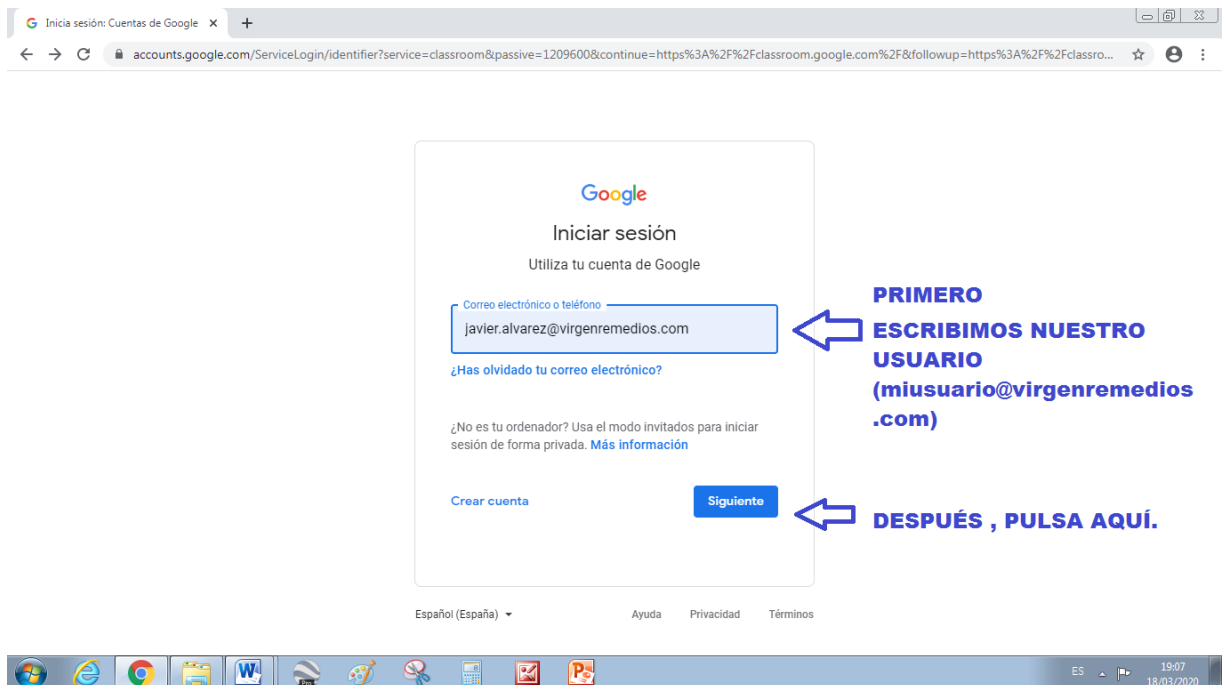 Inicia sesión: Cuentas de Google
accounts.google.com/ServiceLogin/identifier?service=classroom&passive=1209600&continue=https%3A%2F%2Fclassroom.google.com%2F&followup=https%3A%2F%2Fclassro...
Google
Iniciar sesión
Utiliza tu cuenta de Google
Correo electrónico o teléfono
javier.alvarez@virgenremedios.com
¿Has olvidado tu correo electrónico?
¿No es tu ordenador? Usa el modo invitados para iniciar
sesión de forma privada. Más información
Crear cuenta
Siguiente
PRIMERO
ESCRIBIMOS NUESTRO
USUARIO
(miusuario@virgenremedios
.com)
DESPUÉS , PULSA AQUÍ.
Español (España)
Ayuda Privacidad Términos
Pro
ES
19:07
18/03/2020